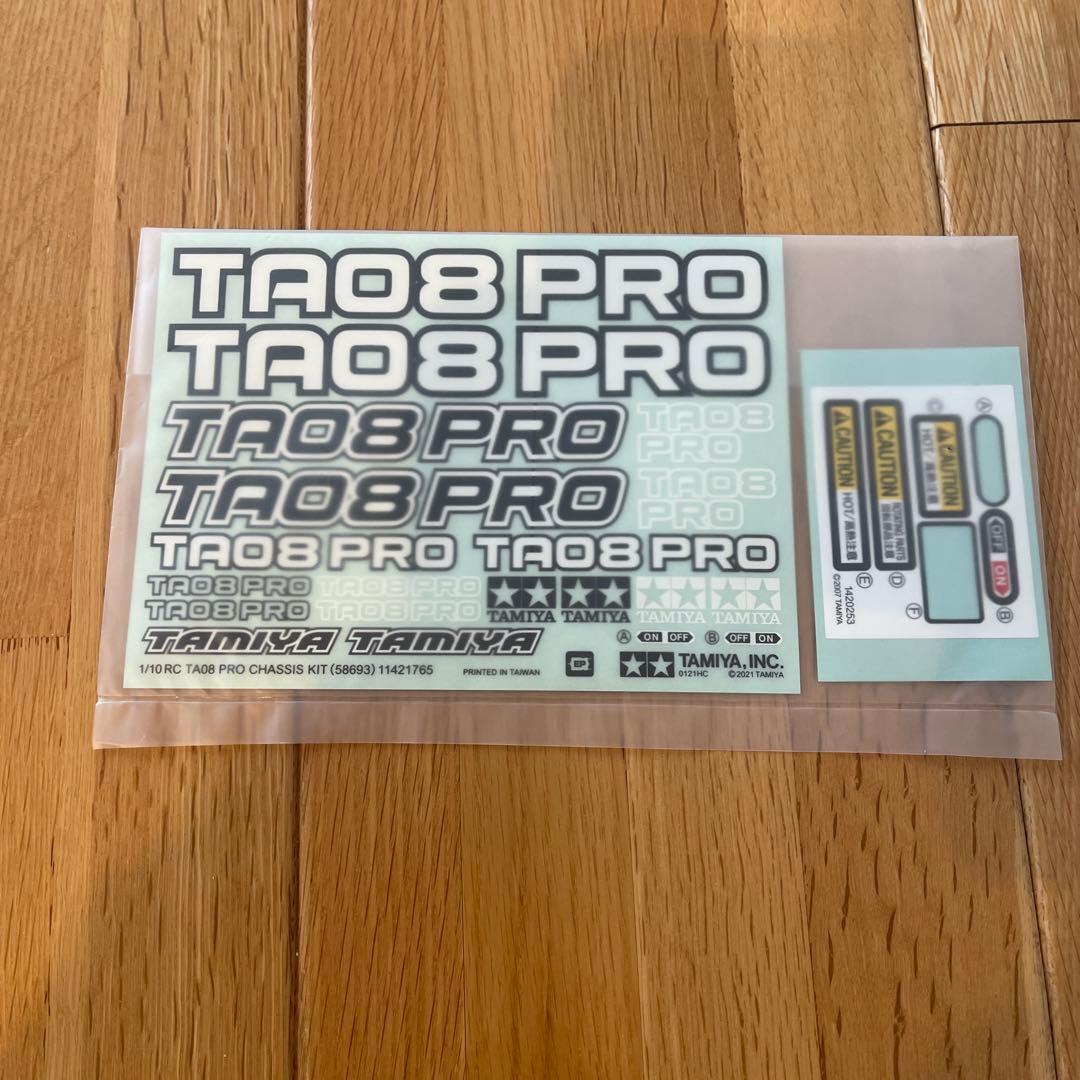 TA08 PRO
TA08 PRO
TA08 PRO
TA08
PRO
TA08 PRO
TA08
PRO
TA08 PRO TA08 PRO
TA08 PRO TA08 PRO
TA08 PRO TA08 PRO
TAMIYA TAMIYA TAMIYA TAMIYA
TAMIYA TAMIYA
A ON OFF B OFF ON
1/10 RC TA08 PRO CHASSIS KIT (58693) 11421765
PRINTED IN TAIWAN
EP
TAMIYA, INC.
0121HC ©2021 TAMIYA
CAUTION HOT/高熱注意
E
CAUTION ROTATING PARTS
回転部品注意
D
C
CAUTION
HOT/高熱注意
F
A
OFF ON
B
1420253
©2007 TAMIYA